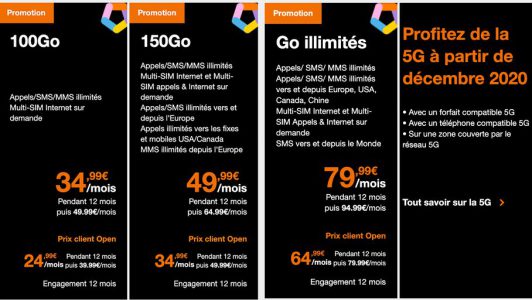 Promotion
100Go
Appels/SMS/MMS illimités
Multi-SIM Internet sur
demande
34,99€
/mois
Pendant 12 mois
puis 49.99€/mois
Prix client Open
24,99€
/mois
Pendant 12 mois
puis 39.99€/mois
Engagement 12 mois
Promotion
150Go
Appels/SMS/MMS illimités
Multi-SIM Internet et Multi-
SIM appels & Internet sur
demande
Appels/SMS illimités vers et
depuis l'Europe
Appels illimités vers les fixes
et mobiles USA/Canada
MMS illimités depuis l'Europe
49,99€
/mois
Pendant 12 mois
puis 64.99€/mois
Prix client Open
34,99€
/mois
Pendant 12 mois
puis 49.99€/mois
Engagement 12 mois
Promotion
Go illimités
Appels/ SMS/ MMS illimités
Appels/ SMS/ MMS illimités
vers et depuis Europe, USA,
Canada, Chine
Multi-SIM Internet et Multi-
SIM Appels & Internet sur
demande
SMS vers et depuis le Monde
79,99€
/mois
Pendant 12 mois
puis 94.99€/mois
Prix client Open
64,99€
/mois
Pendant 12 mois
puis 79.99€/mois
Engagement 12 mois
Profitez de la
5G à partir de
décembre 2020
• Avec un forfait compatible 5G
• Avec un téléphone compatible 5G
• Sur une zone couverte par le
réseau 5G
Tout savoir sur la 5G >